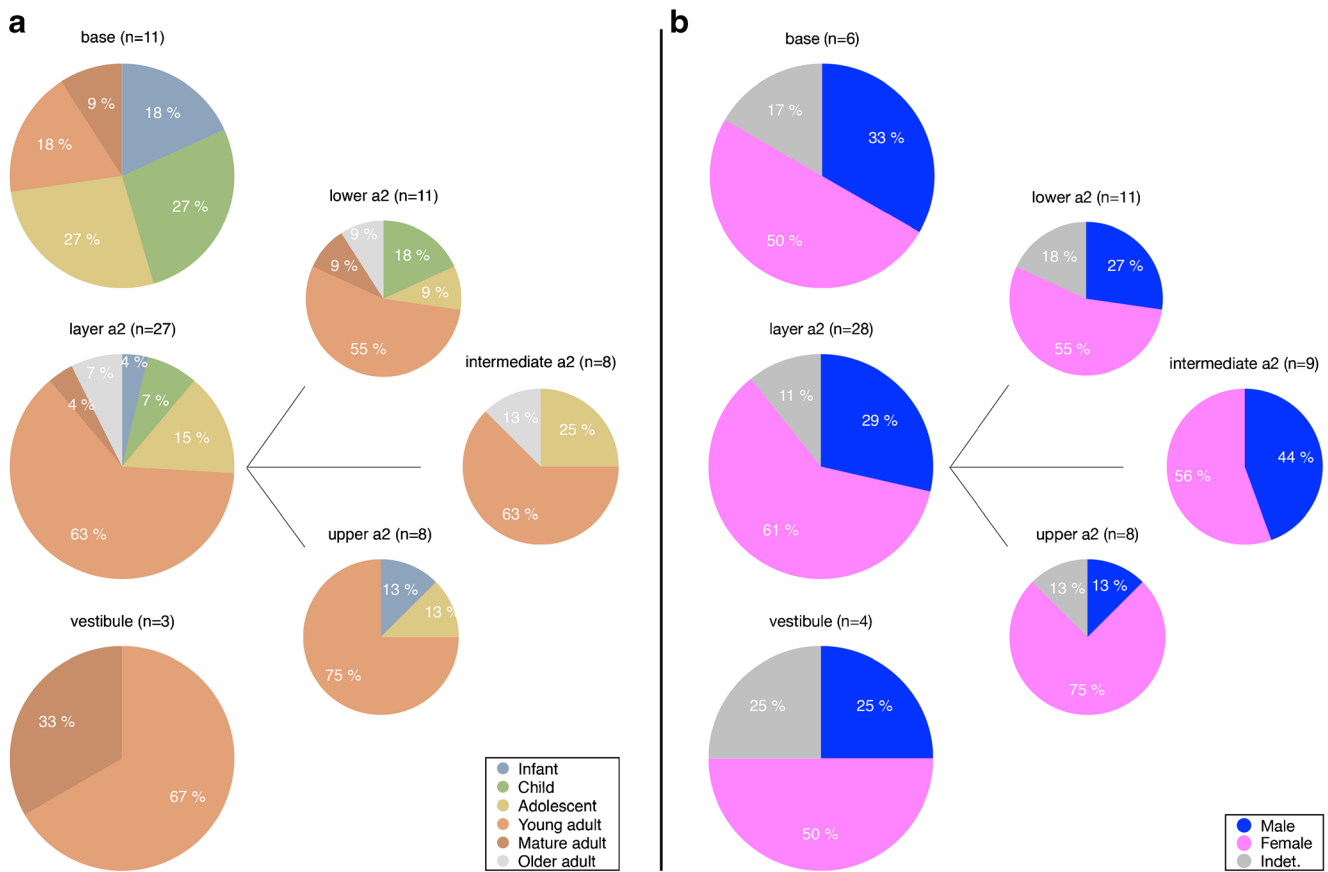 a
base (n=11)
9 %
18 %
18 %
27 %
27 %
lower a2 (n=11)
9 %
18 %
9 %
9 %
55 %
layer a2 (n=27)
4 %
7 %
7 %
4 %
15 %
63 %
intermediate a2 (n=8)
13 %
25 %
63 %
upper a2 (n=8)
13 %
13 %
75 %
vestibule (n=3)
33 %
67 %
Infant
Child
Adolescent
Young adult
Mature adult
Older adult
b
base (n=6)
17 %
33 %
50 %
lower a2 (n=11)
18 %
27 %
55 %
layer a2 (n=28)
11 %
29 %
61 %
intermediate a2 (n=9)
44 %
56 %
upper a2 (n=8)
13 %
13 %
75 %
vestibule (n=4)
25 %
25 %
50 %
Male
Female
Indet.